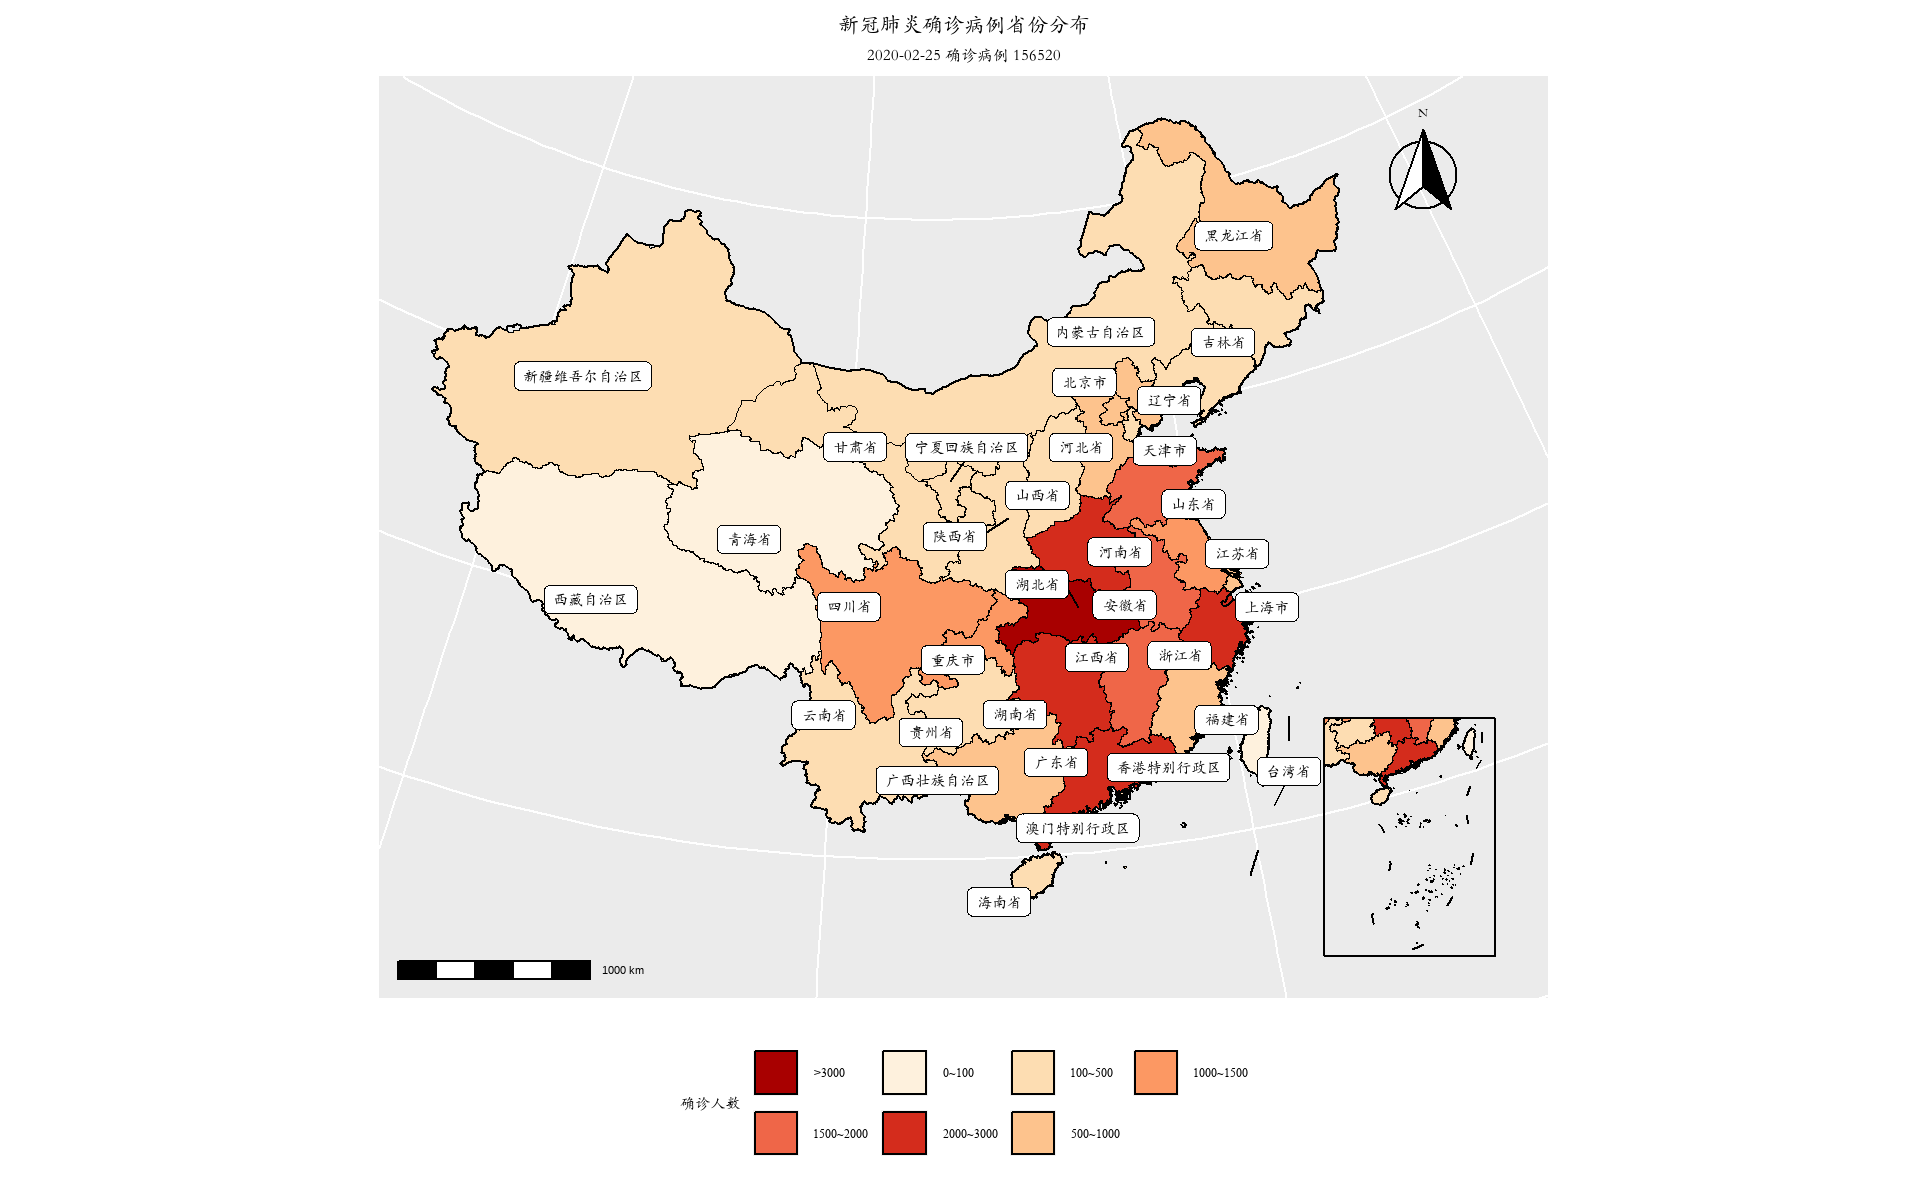 新冠肺炎确诊病例省份分布
2020-02-25 确诊病例 156520
N
黑龙江省
内蒙古自治区
吉林省
新疆维吾尔自治区
北京市
辽宁省
甘肃省
宁夏回族自治区
河北省
天津市
山西省
山东省
青海省
陕西省
河南省
江苏省
湖北省
西藏自治区
四川省
安徽省
上海市
重庆市
江西省
浙江省
云南省
湖南省
福建省
贵州省
广东省
香港特别行政区
台湾省
广西壮族自治区
澳门特别行政区
海南省
1000 km
确诊人数
>3000
0~100
100~500
1000~1500
1500~2000
2000~3000
500~1000